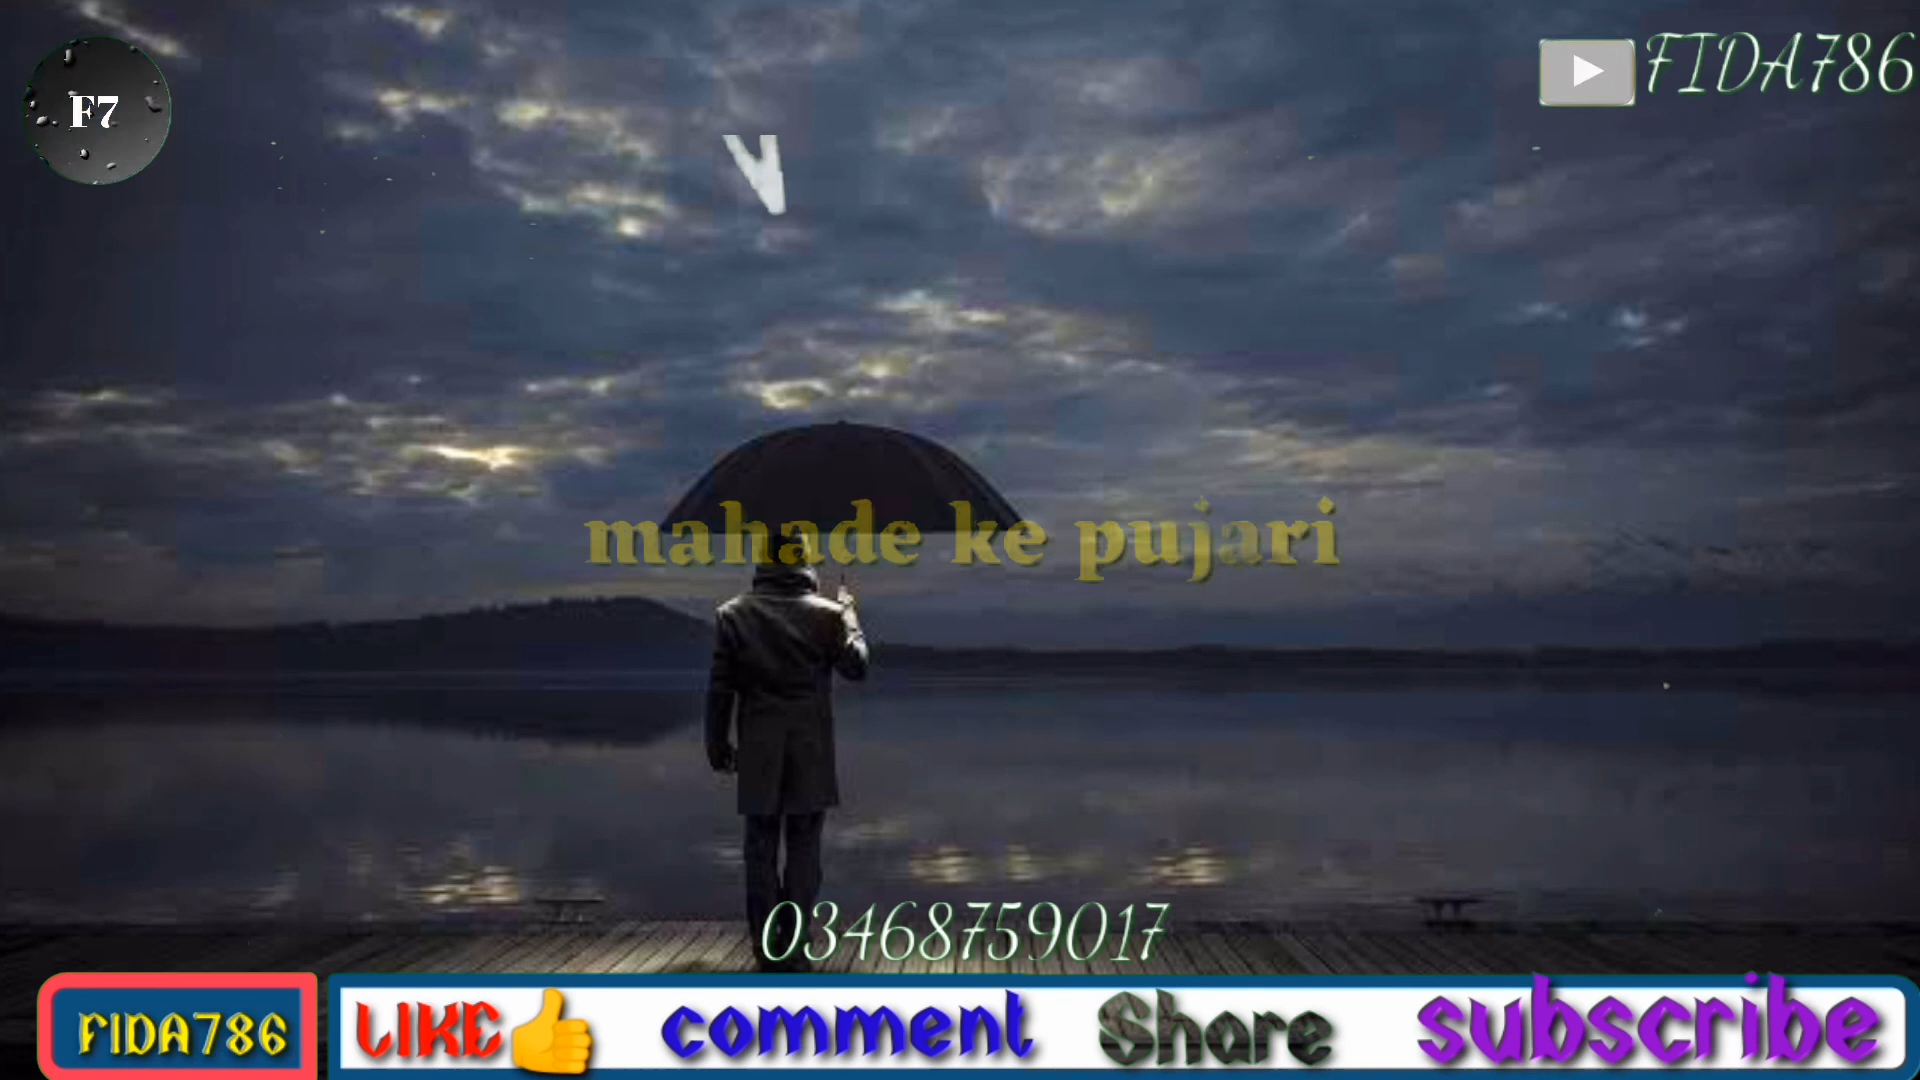 F7
FIDA786
V
mahade ke pujari
03468759017
FIDA786
LIKE comment Share subscribe